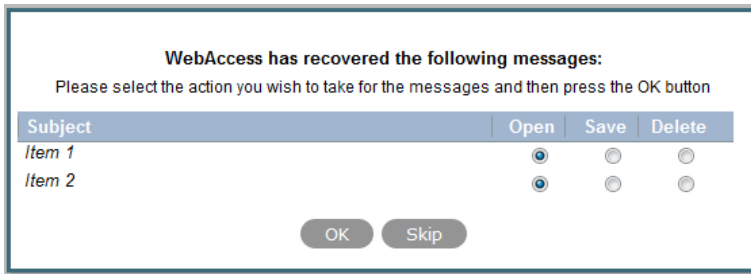 WebAccess has recovered the following messages:
Please select the action you wish to take for the messages and then press the OK button
Subject Open Save Delete
Item 1
Item 2
OK Skip